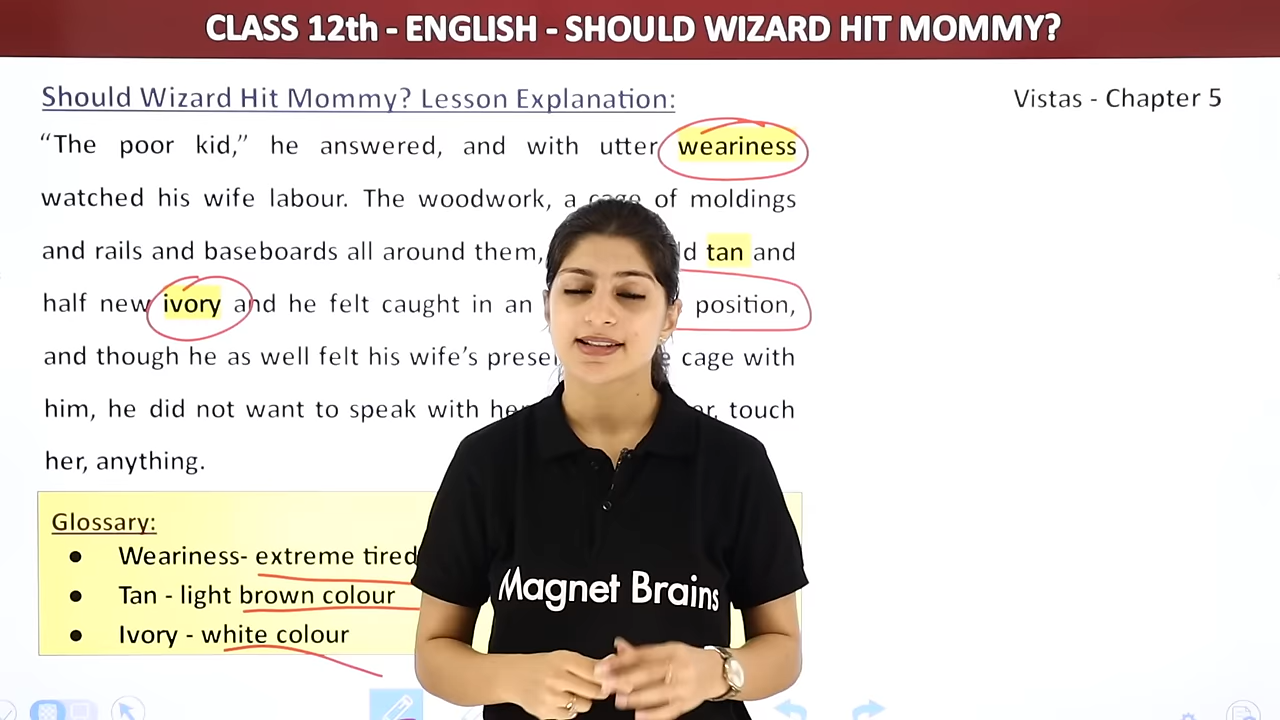 CLASS 12th - ENGLISH - SHOULD WIZARD HIT MOMMY?
Should Wizard Hit Mommy? Lesson Explanation:
Vistas - Chapter 5
“The poor kid,” he answered, and with utter weariness
watched his wife labour. The woodwork, a cage of moldings
and rails and baseboards all around them, tan and
half new ivory and he felt caught in an position,
and though he as well felt his wife’s cage with
him, he did not want to speak with touch
her, anything.
Glossary:
● Weariness- extreme tired
● Tan - light brown colour
● Ivory - white colour
Magnet Brains